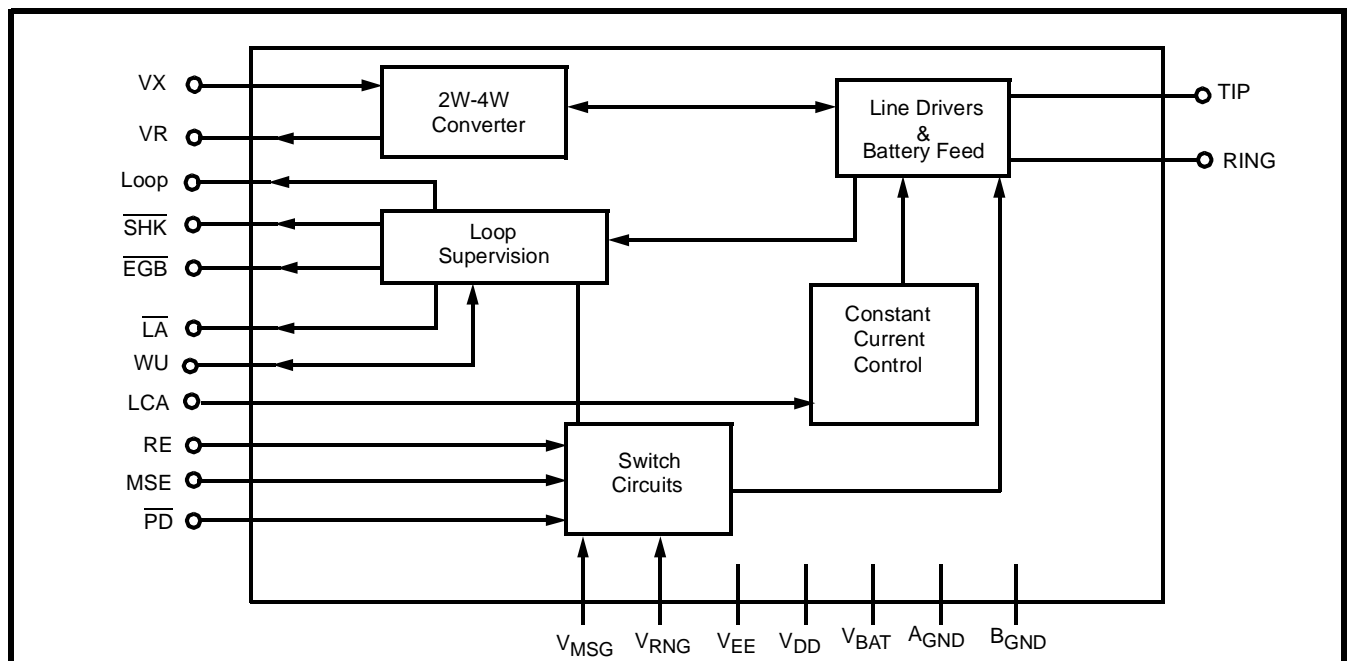 VX
VR
Loop
SHK
EGB
LA
WU
LCA
RE
MSE
PD
2W-4W
Converter
Line Drivers
&
Battery Feed
TIP
RING
Loop
Supervision
Constant
Current
Control
Switch
Circuits
VMSG VRNG VEE VDD VBAT AGND BGND